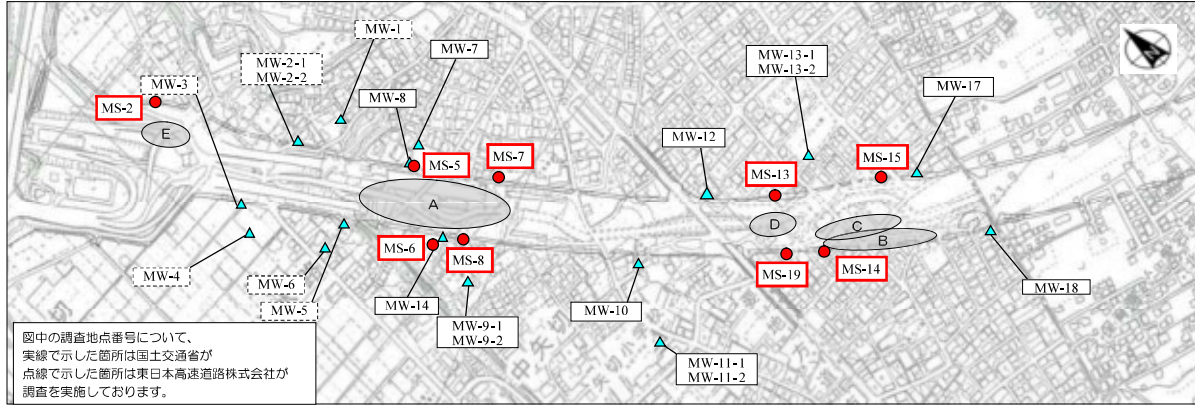 MW-1
MW-2-1
MW-2-2
MW-7
MW-13-1
MW-13-2
MW-3
MW-17
MS-2
MW-8
E
MS-7
MW-12
MS-15
MS-5
MS-13
A
D
C
B
MS-6
MS-8
MS-19
MS-14
MW-4
MW-6
MW-5
MW-14
MW-10
MW-18
MW-9-1
MW-9-2
MW-11-1
MW-11-2
N
図中の調査地点番号について、
実線で示した箇所は国土交通省が
点線で示した箇所は東日本高速道路株式会社が
調査を実施しております。